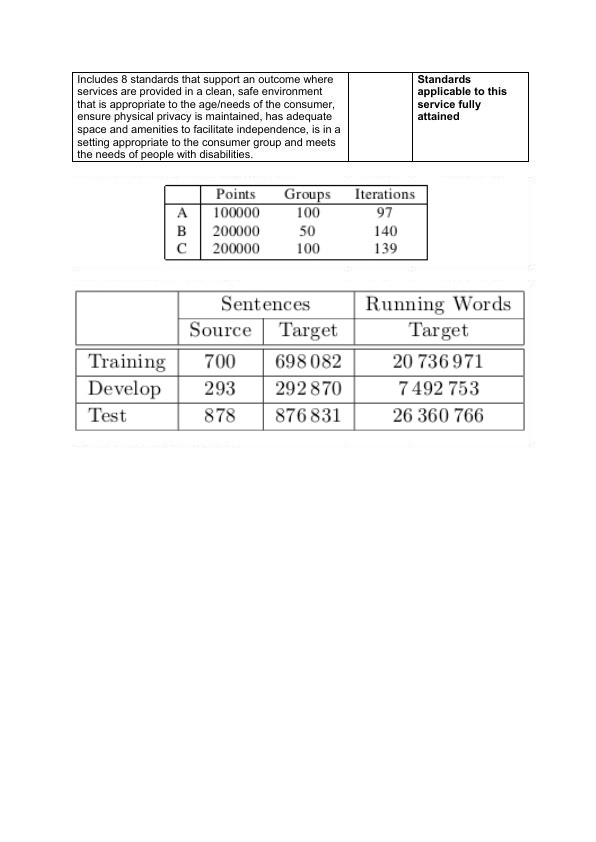 Includes 8 standards that support an outcome where
services are provided in a clean, safe environment
that is appropriate to the age/needs of the consumer,
ensure physical privacy is maintained, has adequate
space and amenities to facilitate independence, is in a
setting appropriate to the consumer group and meets
the needs of people with disabilities.
Standards
applicable to this
service fully
attained
Points Groups Iterations
A 100000 100 97
B 200000 50 140
C 200000 100 139
Sentences Running Words
Source Target Target
Training 700 698 082 20 736 971
Develop 293 292 870 7 492 753
Test 878 876 831 26 360 766